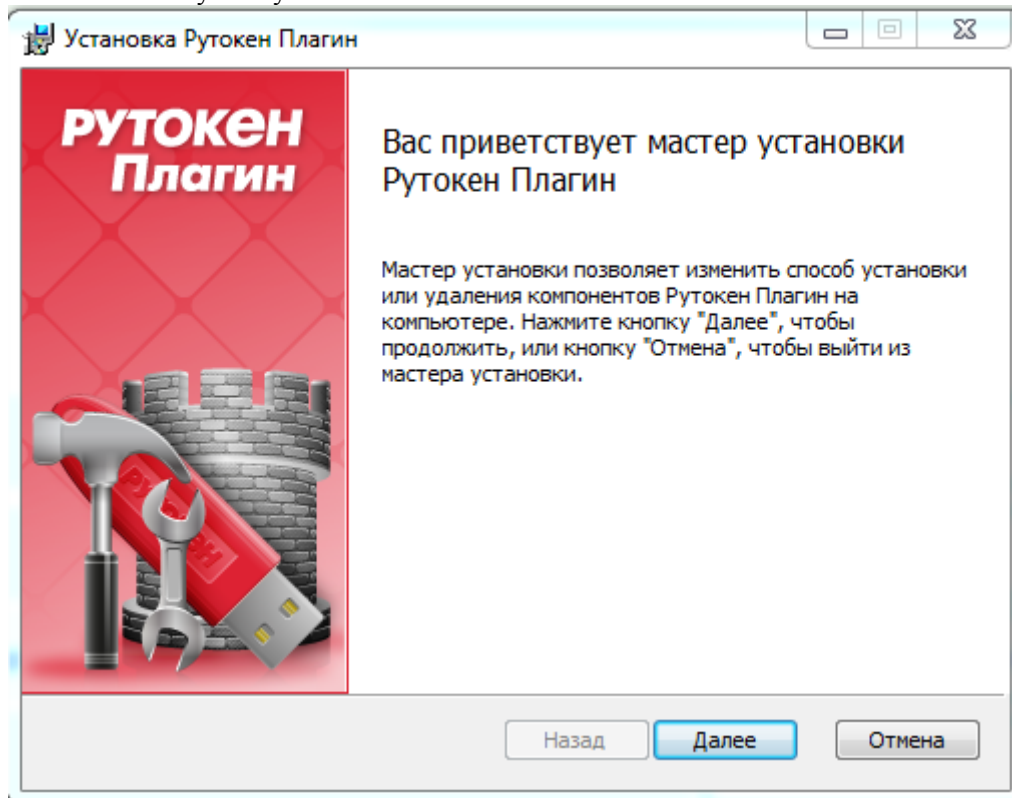 Установка Рутокен Плагин
РУТОКЕН
Плагин
Вас приветствует мастер установки
Рутокен Плагин
Мастер установки позволяет изменить способ установки
или удаления компонентов Рутокен Плагин на
компьютере. Нажмите кнопку "Далее", чтобы
продолжить, или кнопку "Отмена", чтобы выйти из
мастера установки.
РУТОКЕН
Назад
Далее
Отмена